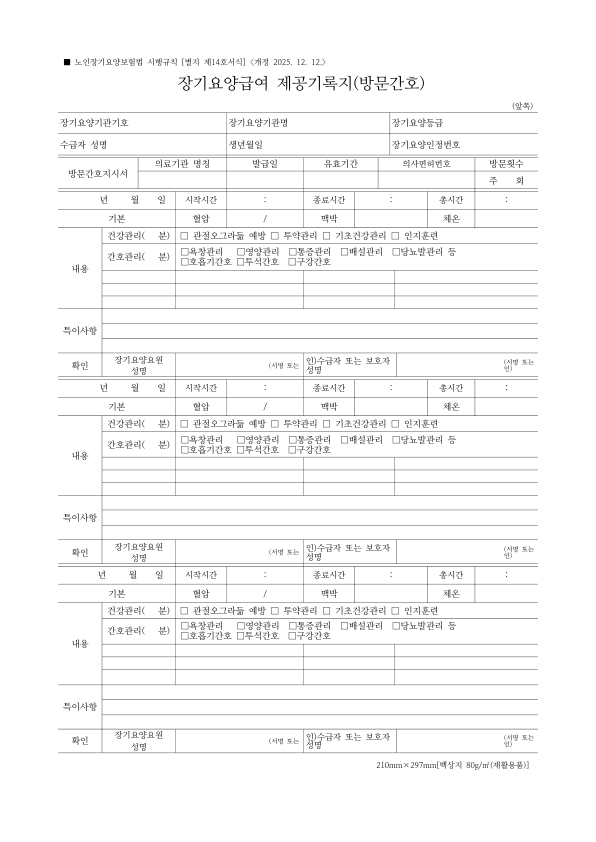 ■ 노인장기요양보험법 시행규칙 [별지 제14호서식] 〈개정 2025. 12. 12.〉
장기요양급여 제공기록지(방문간호)
(앞쪽)
장기요양기관기호 장기요양기관명 장기요양등급
수급자 성명 생년월일 장기요양인정번호
방문간호지시서 의료기관 명칭 발급일 유효기간 의사면허번호 방문횟수
주 회
년 월 일 시작시간 : 종료시간 : 총시간 :
기본 혈압 / 맥박 체온
내용 건강관리( 분) □ 관절오그라듦 예방 □ 투약관리 □ 기초건강관리 □ 인지훈련
간호관리( 분) □욕창관리 □영양관리 □통증관리 □배설관리 □당뇨발관리 등
□호흡기간호 □투석간호 □구강간호
특이사항
확인 장기요양요원 성명 (서명 또는 인)수급자 또는 보호자 성명 (서명 또는 인)
년 월 일 시작시간 : 종료시간 : 총시간 :
기본 혈압 / 맥박 체온
내용 건강관리( 분) □ 관절오그라듦 예방 □ 투약관리 □ 기초건강관리 □ 인지훈련
간호관리( 분) □욕창관리 □영양관리 □통증관리 □배설관리 □당뇨발관리 등
□호흡기간호 □투석간호 □구강간호
특이사항
확인 장기요양요원 성명 (서명 또는 인)수급자 또는 보호자 성명 (서명 또는 인)
년 월 일 시작시간 : 종료시간 : 총시간 :
기본 혈압 / 맥박 체온
내용 건강관리( 분) □ 관절오그라듦 예방 □ 투약관리 □ 기초건강관리 □ 인지훈련
간호관리( 분) □욕창관리 □영양관리 □통증관리 □배설관리 □당뇨발관리 등
□호흡기간호 □투석간호 □구강간호
특이사항
확인 장기요양요원 성명 (서명 또는 인)수급자 또는 보호자 성명 (서명 또는 인)
210mm×297mm[백상지 80g/㎡(재활용품)]